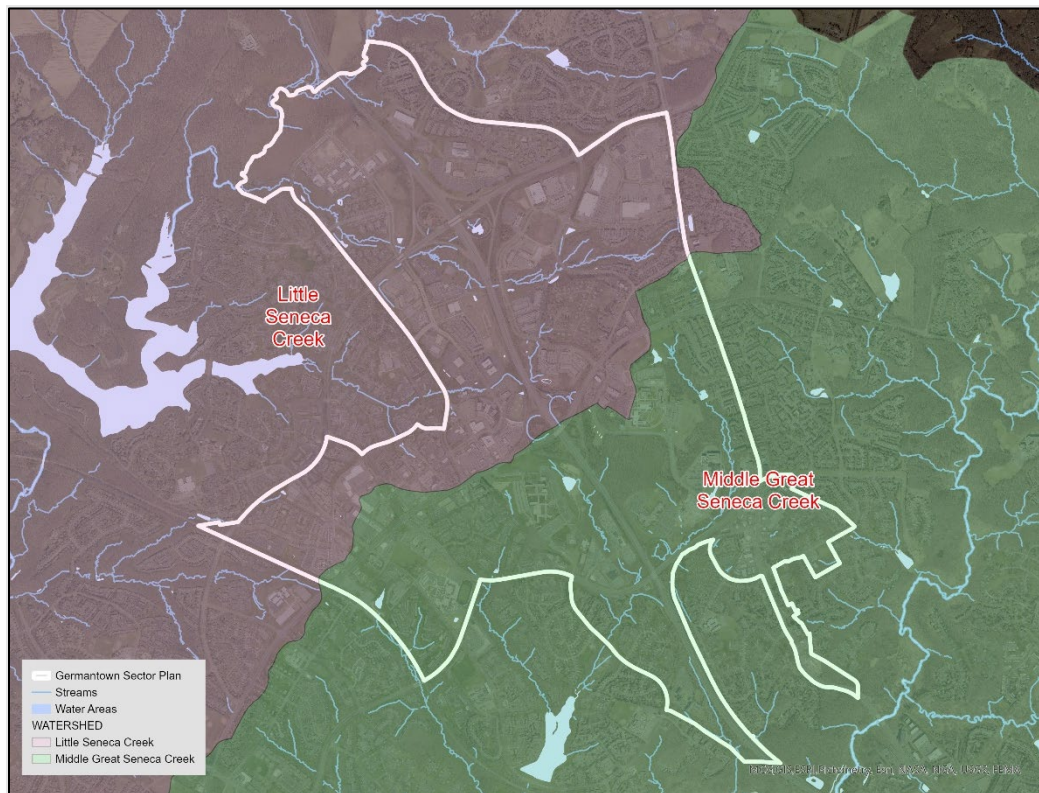 Little
Seneca
Creek
Middle Great
Seneca Creek
Germantown Sector Plan
Streams
Water Areas
WATERSHED
Little Seneca Creek
Middle Great Seneca Creek